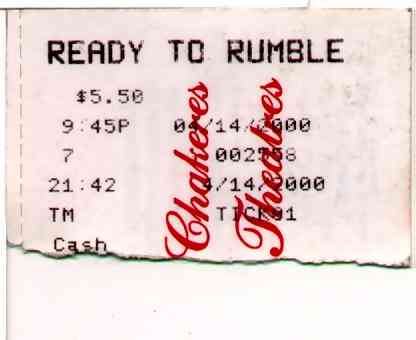 READY TO RUMBLE
$5.50
9:45P 04/14/2000
7 002558
21:42 4/14/2000
TM TICK01
Cash
Chakeres
Theatres